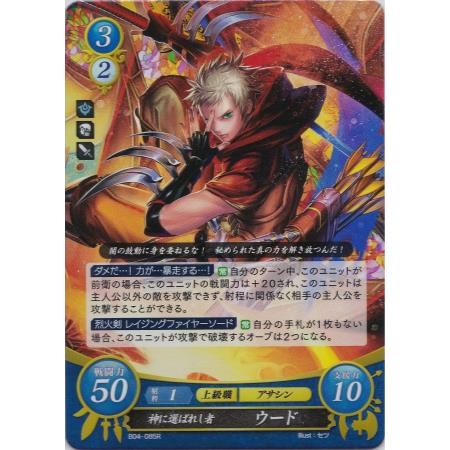 3
2
闇の鼓動に身を委ねるな! 秘められた真の力を解き放つんだ!
ダメだ…! 力が…暴走する…! 常 自分のターン中、このユニットが
前衛の場合、このユニットの戦闘力は+20され、このユニットは
主人公以外の敵を攻撃できず、射程に関係なく相手の主人公を
攻撃できる。
烈火剣 レイジングファイヤーソード 常 自分の手札が1枚もない
場合、このユニットが攻撃で破壊するオーブは2つになる。
戦闘力 50 射程 1 上級職 アサシン 支援力 10
神に選ばれし者 ウード
B04-085R Illust:セツ